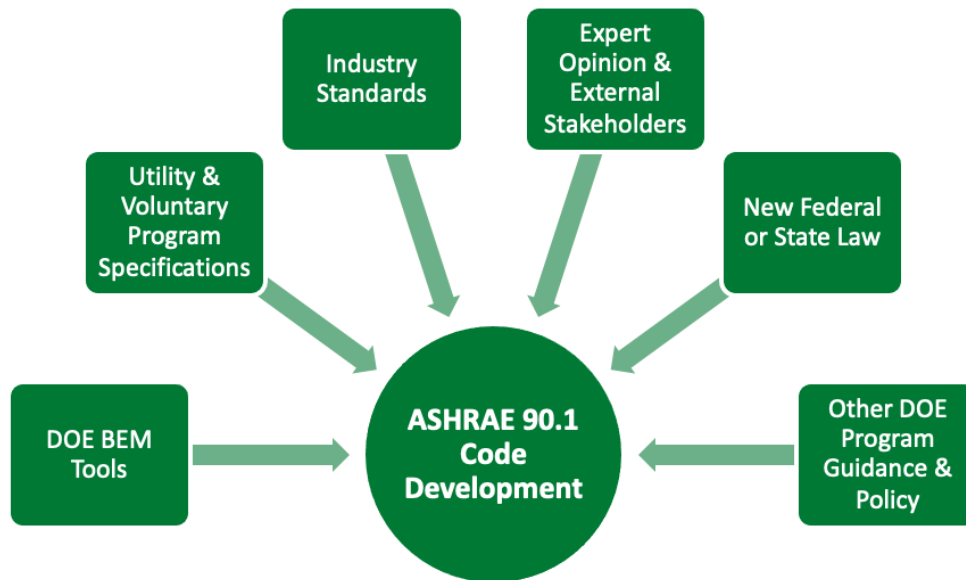 Industry
Standards
Expert
Opinion &
External
Stakeholders
Utility &
Voluntary
Program
Specifications
New Federal
or State Law
DOE BEM
Tools
ASHRAE 90.1
Code
Development
Other DOE
Program
Guidance &
Policy